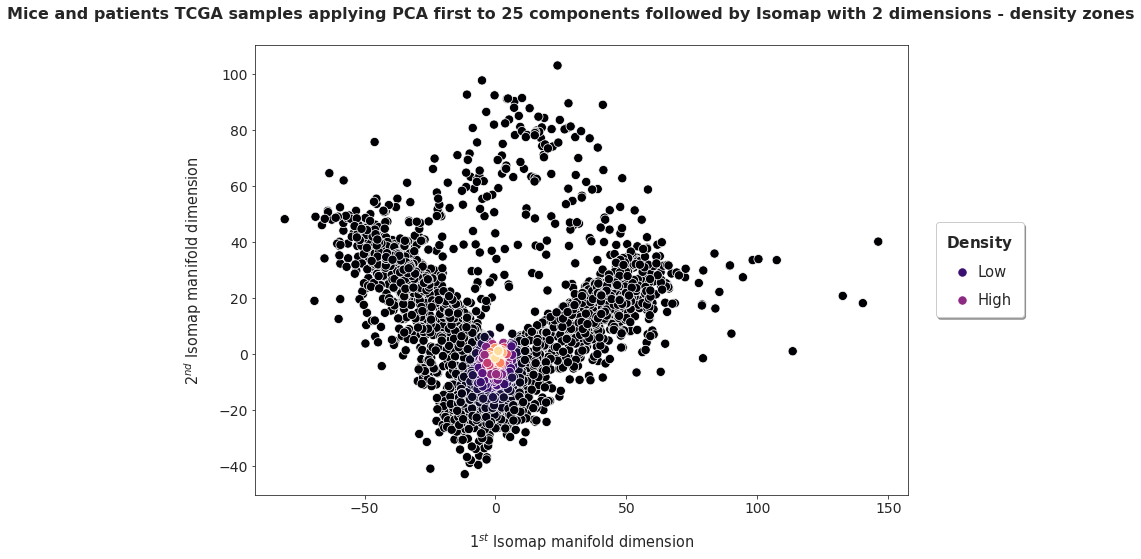 Mice and patients TCGA samples applying PCA first to 25 components followed by Isomap with 2 dimensions - density zones
100
80
60
40
20
0
−20
−40
2nd Isomap manifold dimension
−50
0
50
100
150
1st Isomap manifold dimension
Density
Low
High